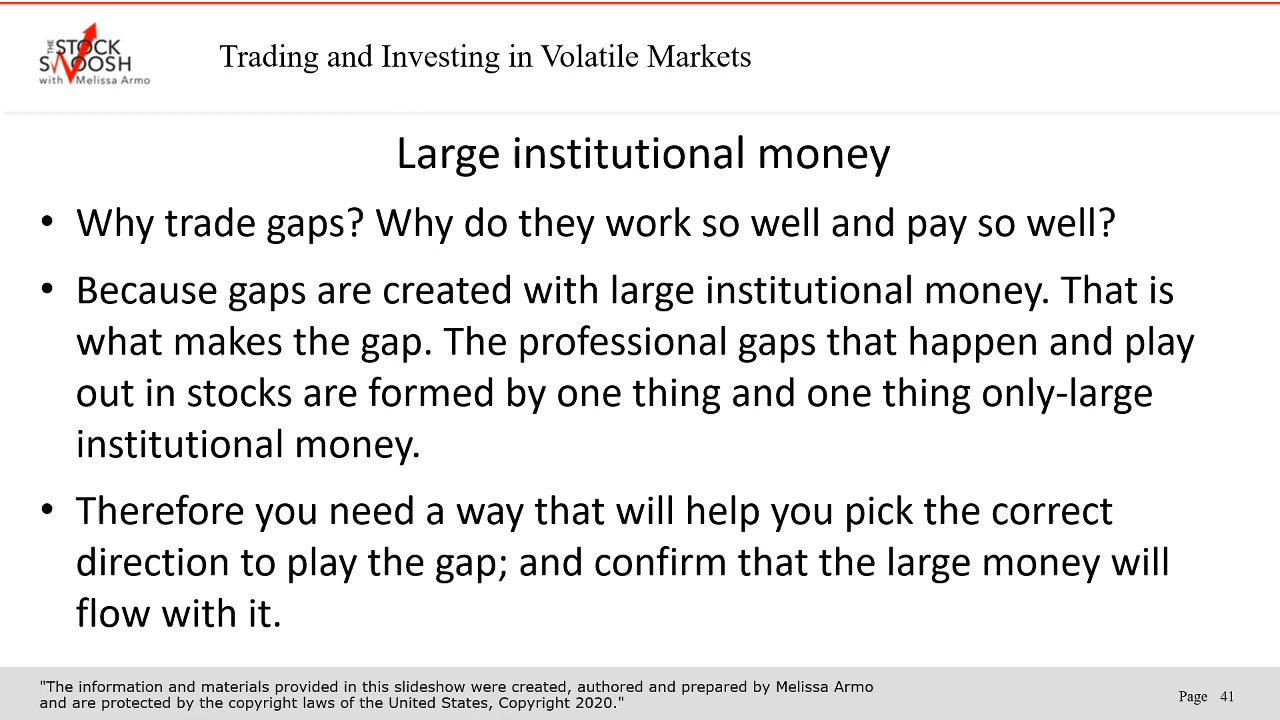 THE STOCK
SWOOSH
with Melissa Armo
Trading and Investing in Volatile Markets
Large institutional money
• Why trade gaps? Why do they work so well and pay so well?
• Because gaps are created with large institutional money. That is
what makes the gap. The professional gaps that happen and play
out in stocks are formed by one thing and one thing only-large
institutional money.
• Therefore you need a way that will help you pick the correct
direction to play the gap; and confirm that the large money will
flow with it.
"The information and materials provided in this slideshow were created, authored and prepared by Melissa Armo
and are protected by the copyright laws of the United States, Copyright 2020."
Page 41